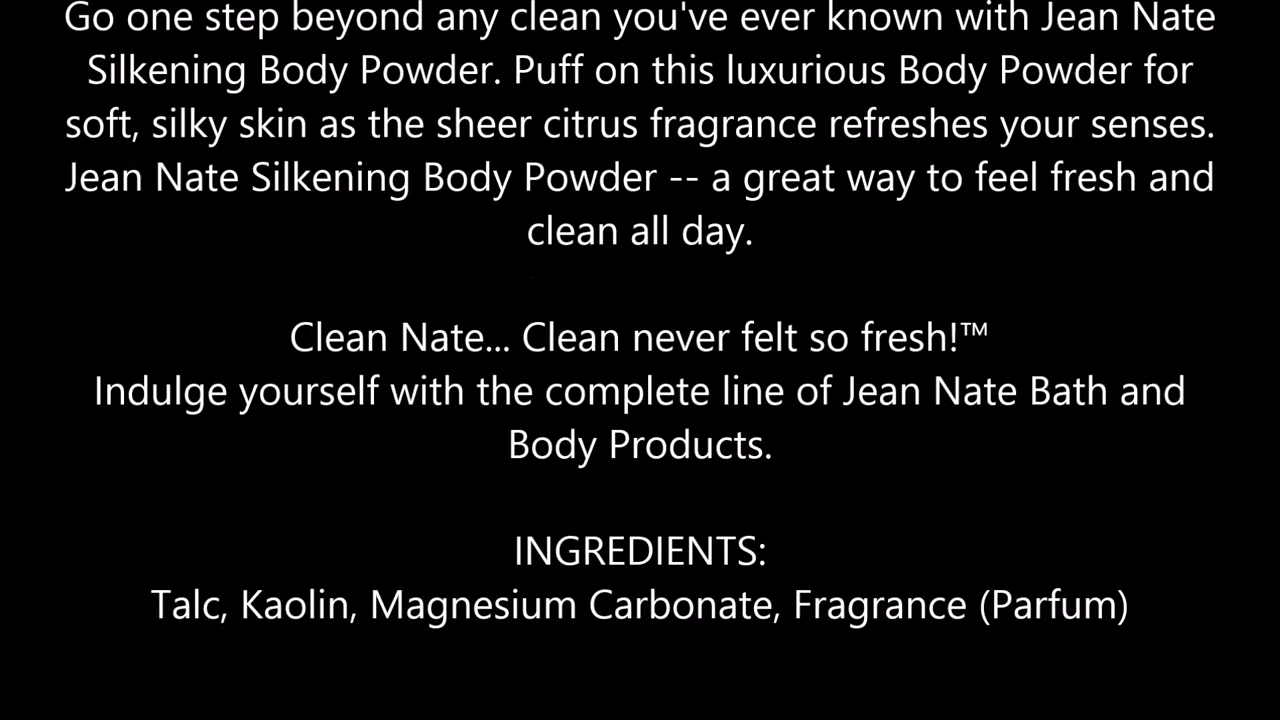 Go one step beyond any clean you've ever known with Jean Nate
Silkening Body Powder. Puff on this luxurious Body Powder for
soft, silky skin as the sheer citrus fragrance refreshes your senses.
Jean Nate Silkening Body Powder -- a great way to feel fresh and
clean all day.
Clean Nate... Clean never felt so fresh!™
Indulge yourself with the complete line of Jean Nate Bath and
Body Products.
INGREDIENTS:
Talc, Kaolin, Magnesium Carbonate, Fragrance (Parfum)